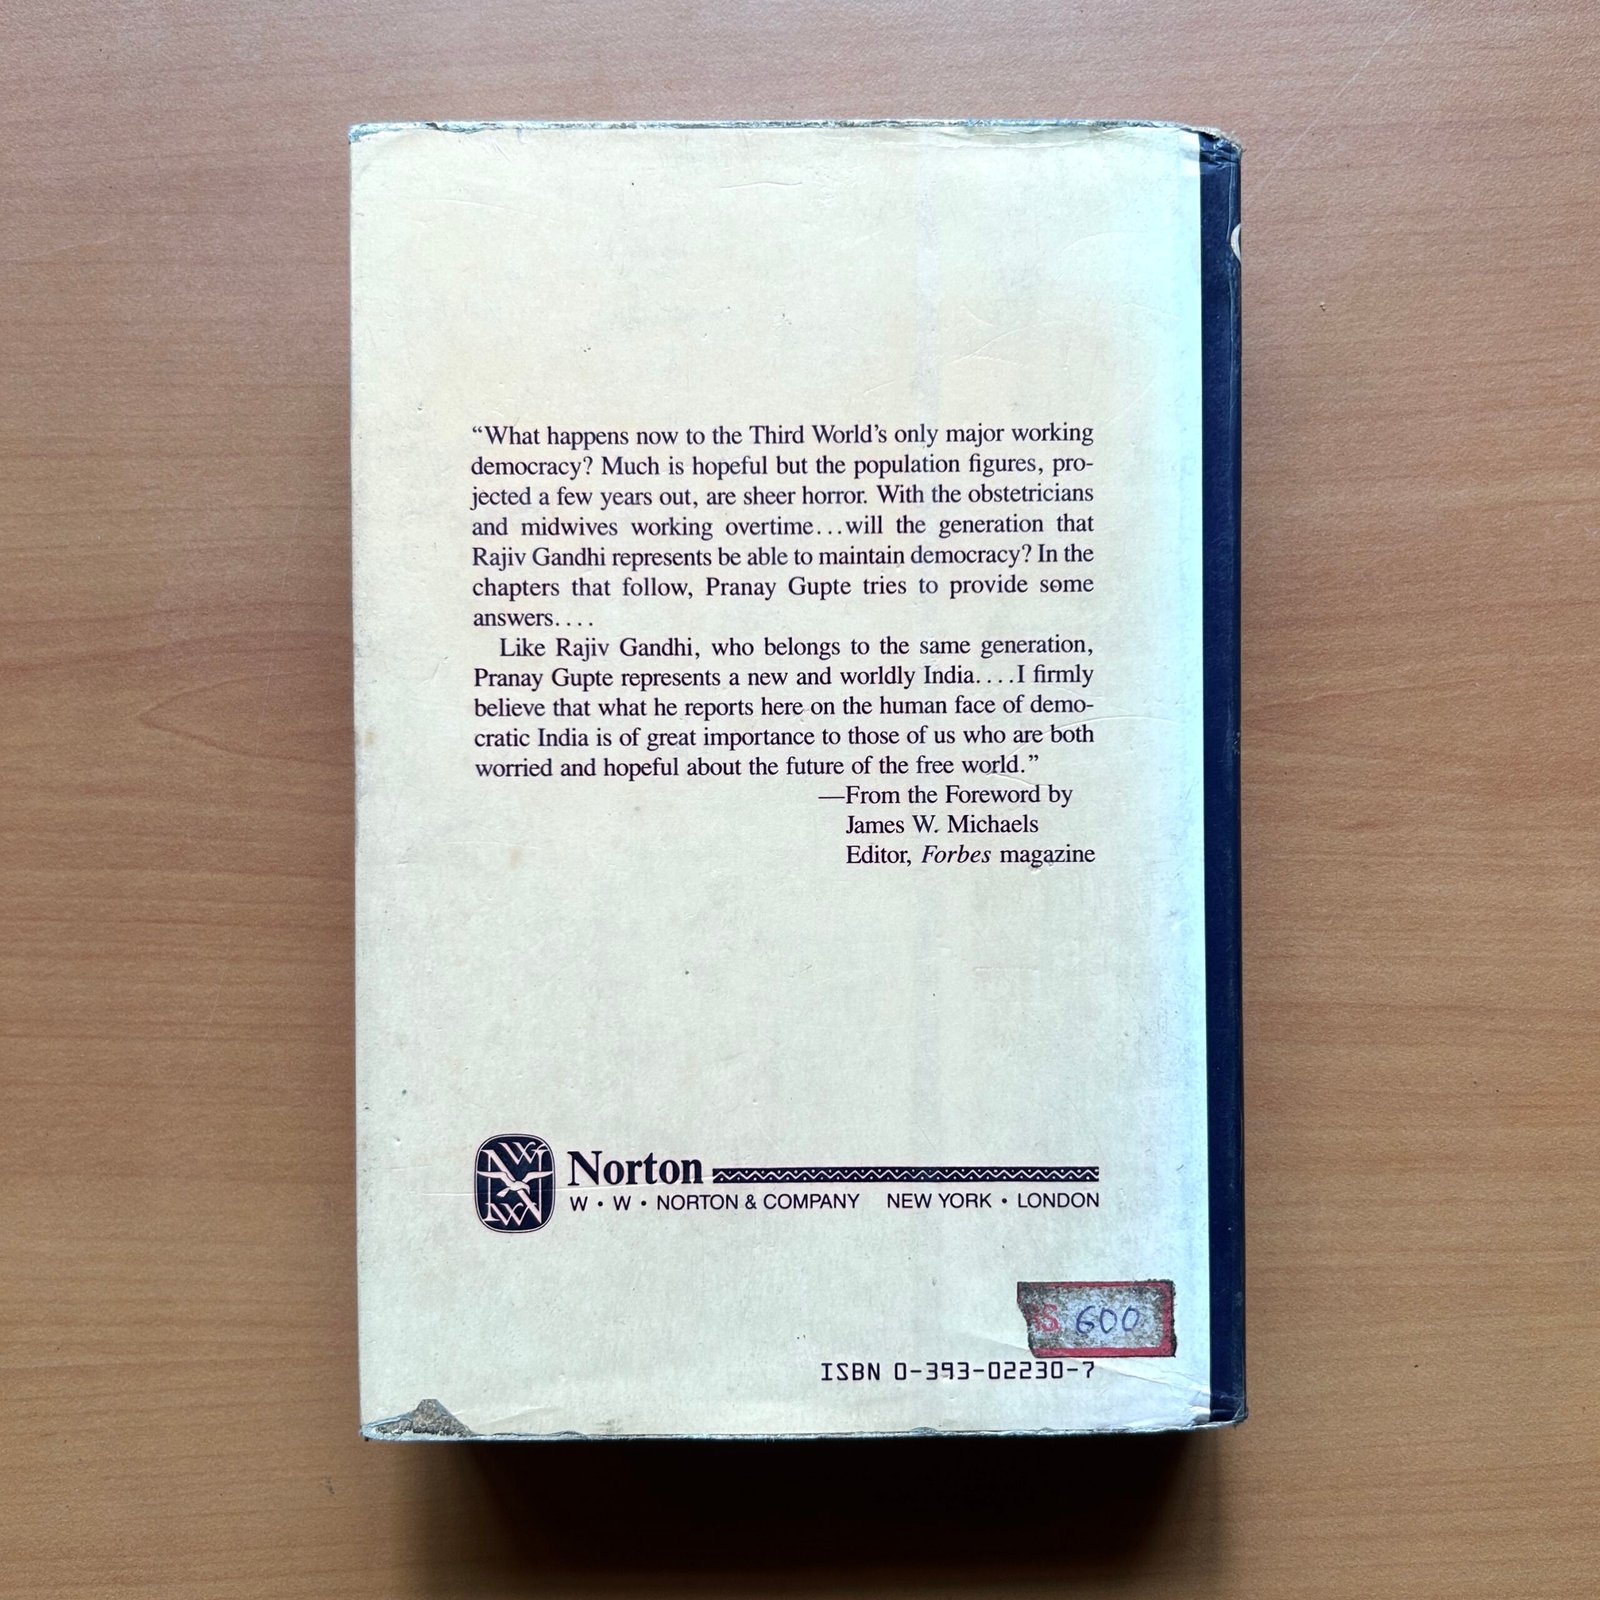 “What happens now to the Third World’s only major working
democracy? Much is hopeful but the population figures, pro-
jected a few years out, are sheer horror. With the obstetricians
and midwives working overtime...will the generation that
Rajiv Gandhi represents be able to maintain democracy? In the
chapters that follow, Pranay Gupte tries to provide some
answers....
Like Rajiv Gandhi, who belongs to the same generation,
Pranay Gupte represents a new and worldly India....I firmly
believe that what he reports here on the human face of demo-
cratic India is of great importance to those of us who are both
worried and hopeful about the future of the free world.”
—From the Foreword by
James W. Michaels
Editor, Forbes magazine
Norton
W • W • NORTON & COMPANY NEW YORK • LONDON
600
ISBN 0-393-02230-7